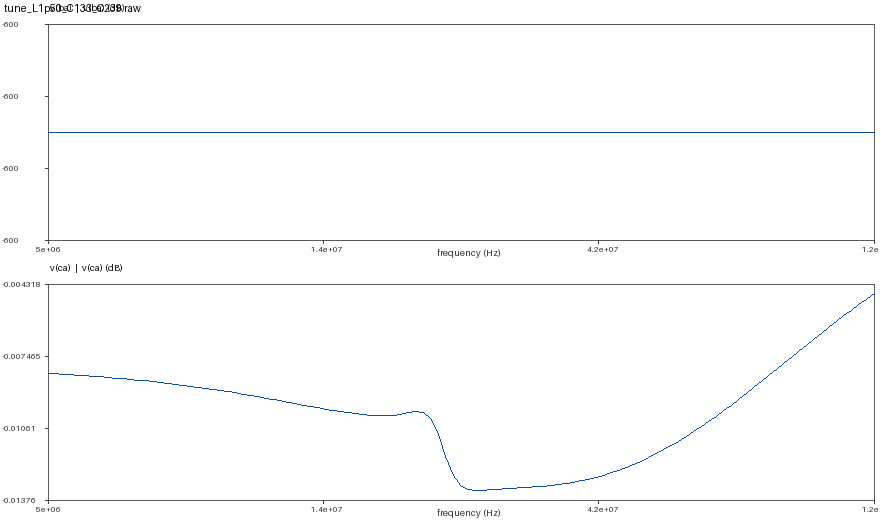 -600
-600
-600
-600
5e+06
1.4e+07
4.2e+07
1.2e
frequency (Hz)
v(ca) | v(ca) (dB)
-0.004318
-0.007465
-0.01061
-0.01376
5e+06
1.4e+07
4.2e+07
1.2e
frequency (Hz)